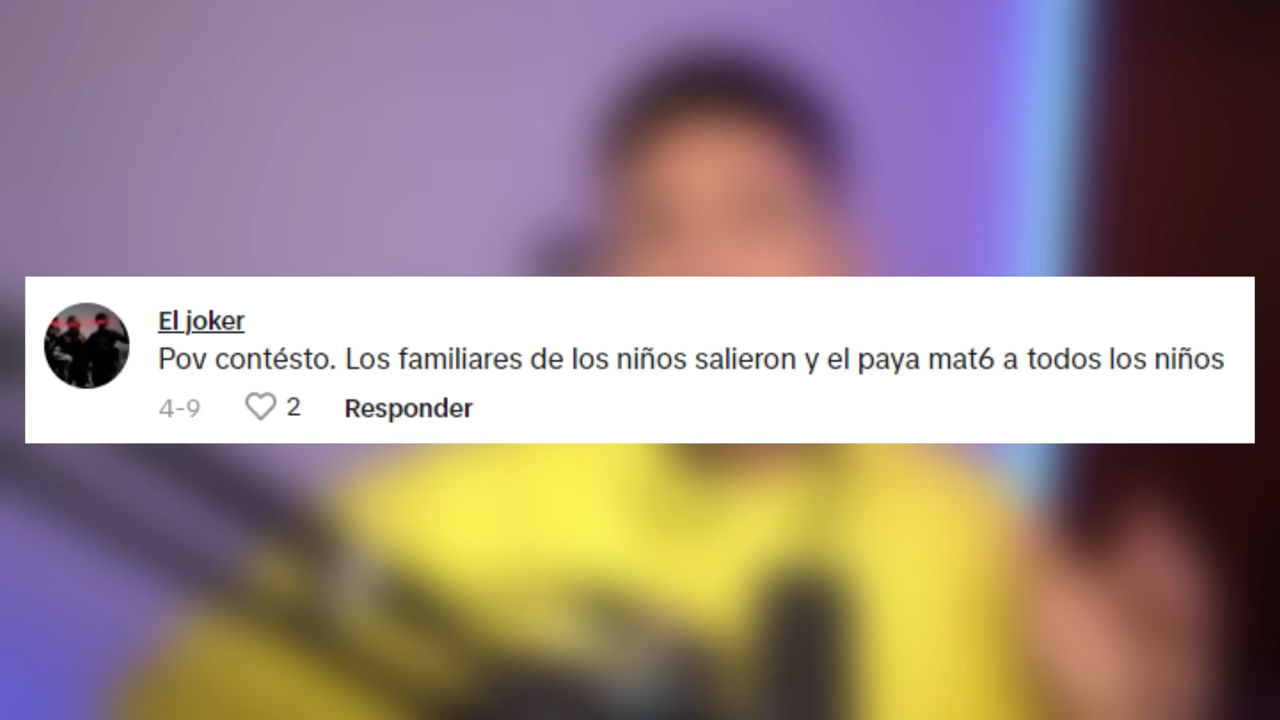 El joker
Pov contésto. Los familiares de los niños salieron y el paya mat6 a todos los niños
4-9 2 Responder